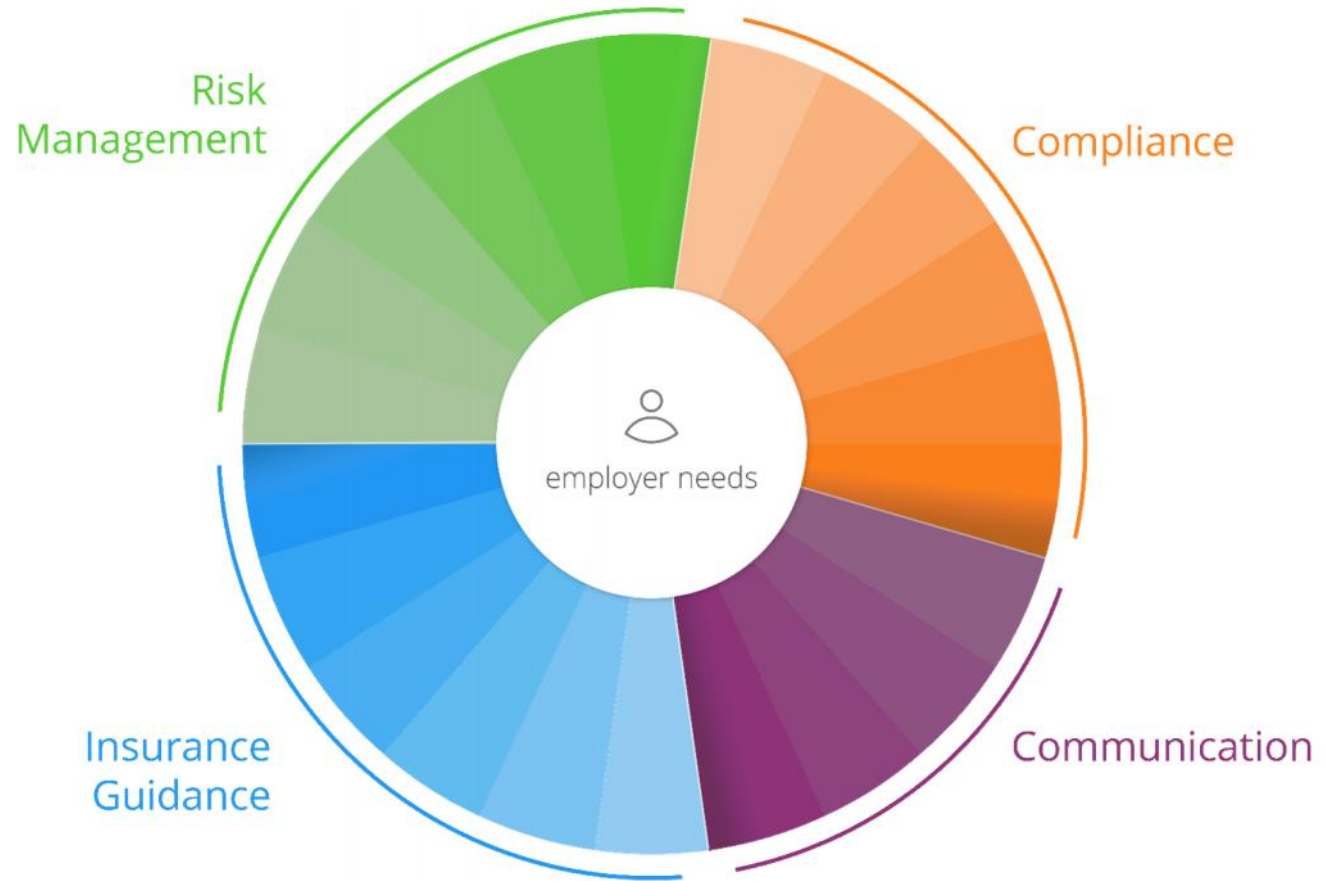 Risk
Management
Compliance
employer needs
Insurance
Guidance
Communication